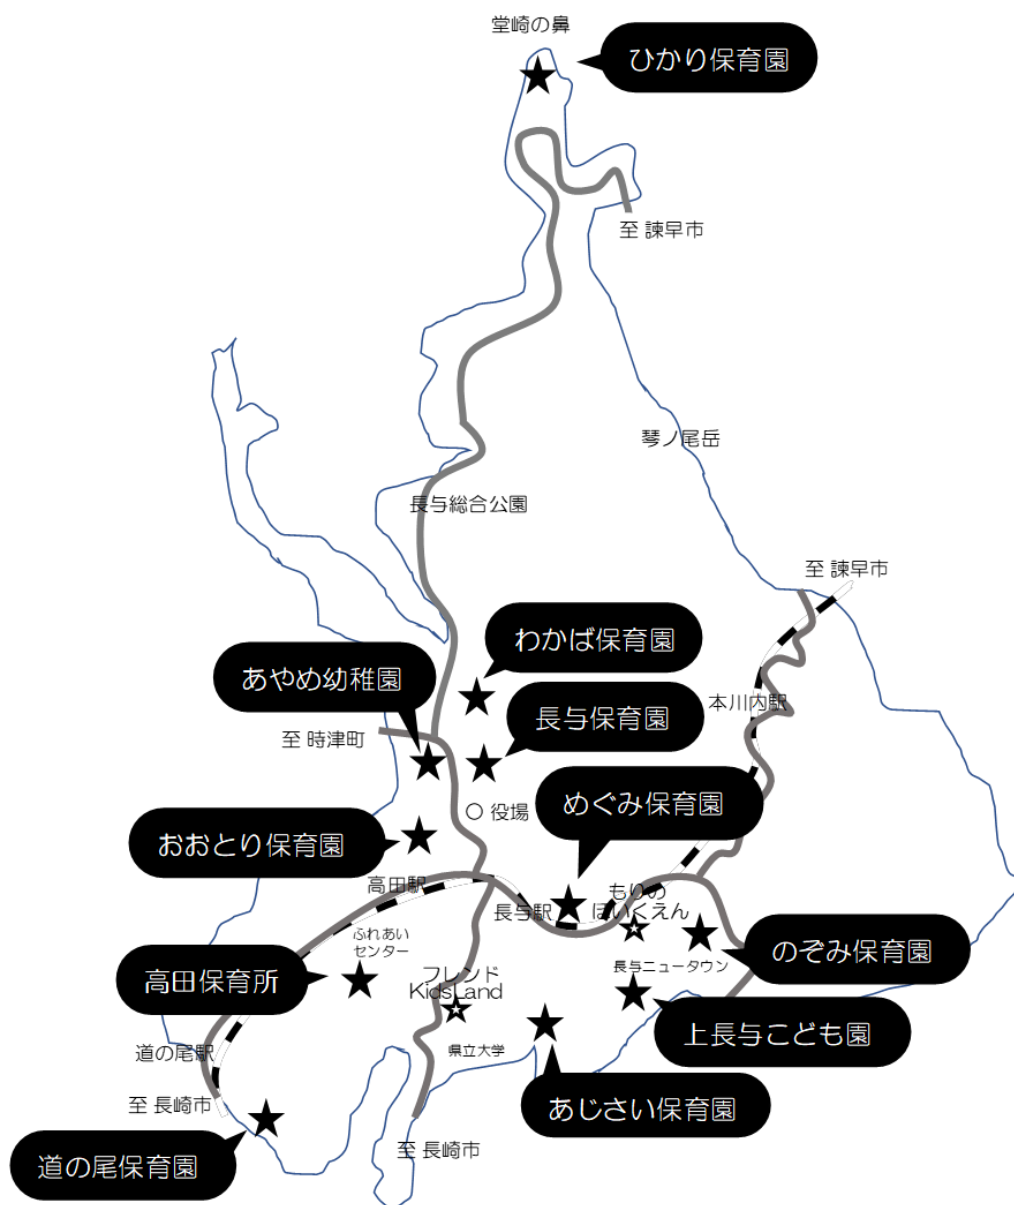 堂崎の鼻
ひかり保育園
至 諫早市
琴ノ尾岳
長与総合公園
至 諫早市
わかば保育園
あやめ幼稚園
本川内駅
長与保育園
至 時津町
めぐみ保育園
役場
おおとり保育園
高田駅
もりの
ほいくえん
長与駅
ふれあい
センター
のぞみ保育園
長与ニュータウン
高田保育所
フレンド
KidsLand
上長与こども園
県立大学
道の尾駅
至 長崎市
あじさい保育園
至 長崎市
道の尾保育園